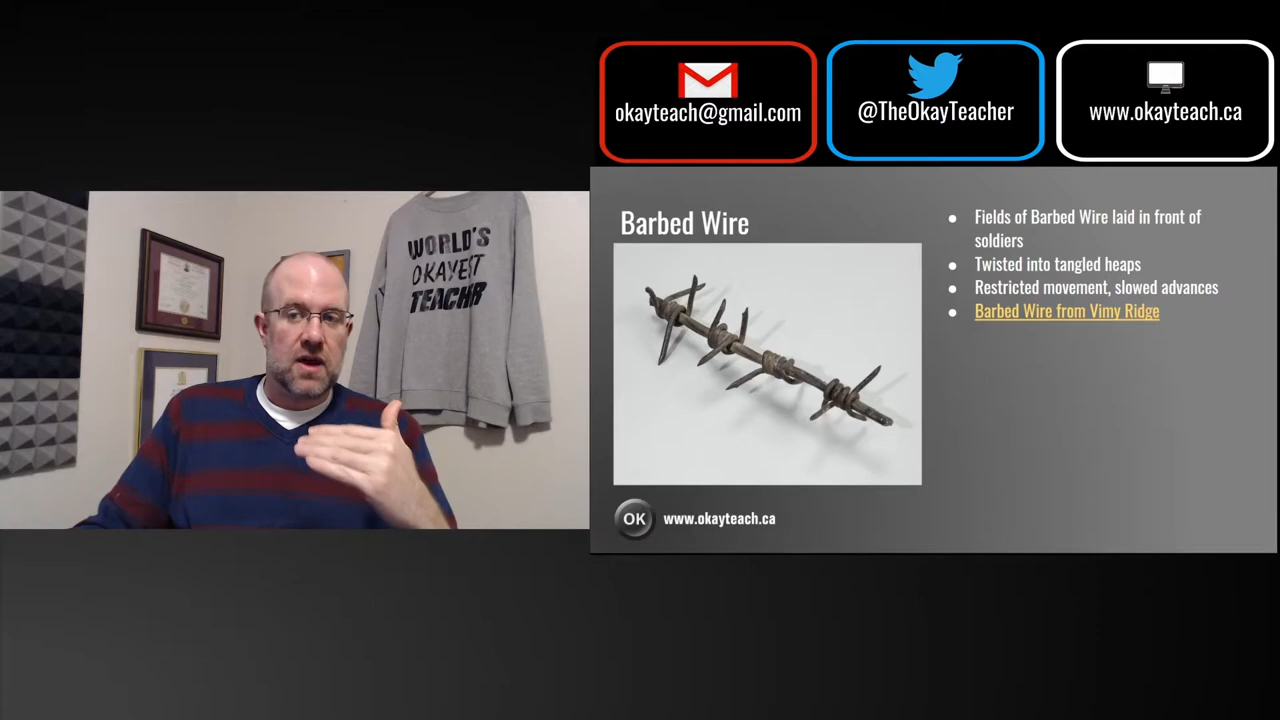 okayteach@gmail.com
@TheOkayTeacher
www.okayteach.ca
WORLD'S
OKAYEST
TEACHR
Barbed Wire
● Fields of Barbed Wire laid in front of
soldiers
● Twisted into tangled heaps
● Restricted movement, slowed advances
● Barbed Wire from Vimy Ridge
OK www.okayteach.ca